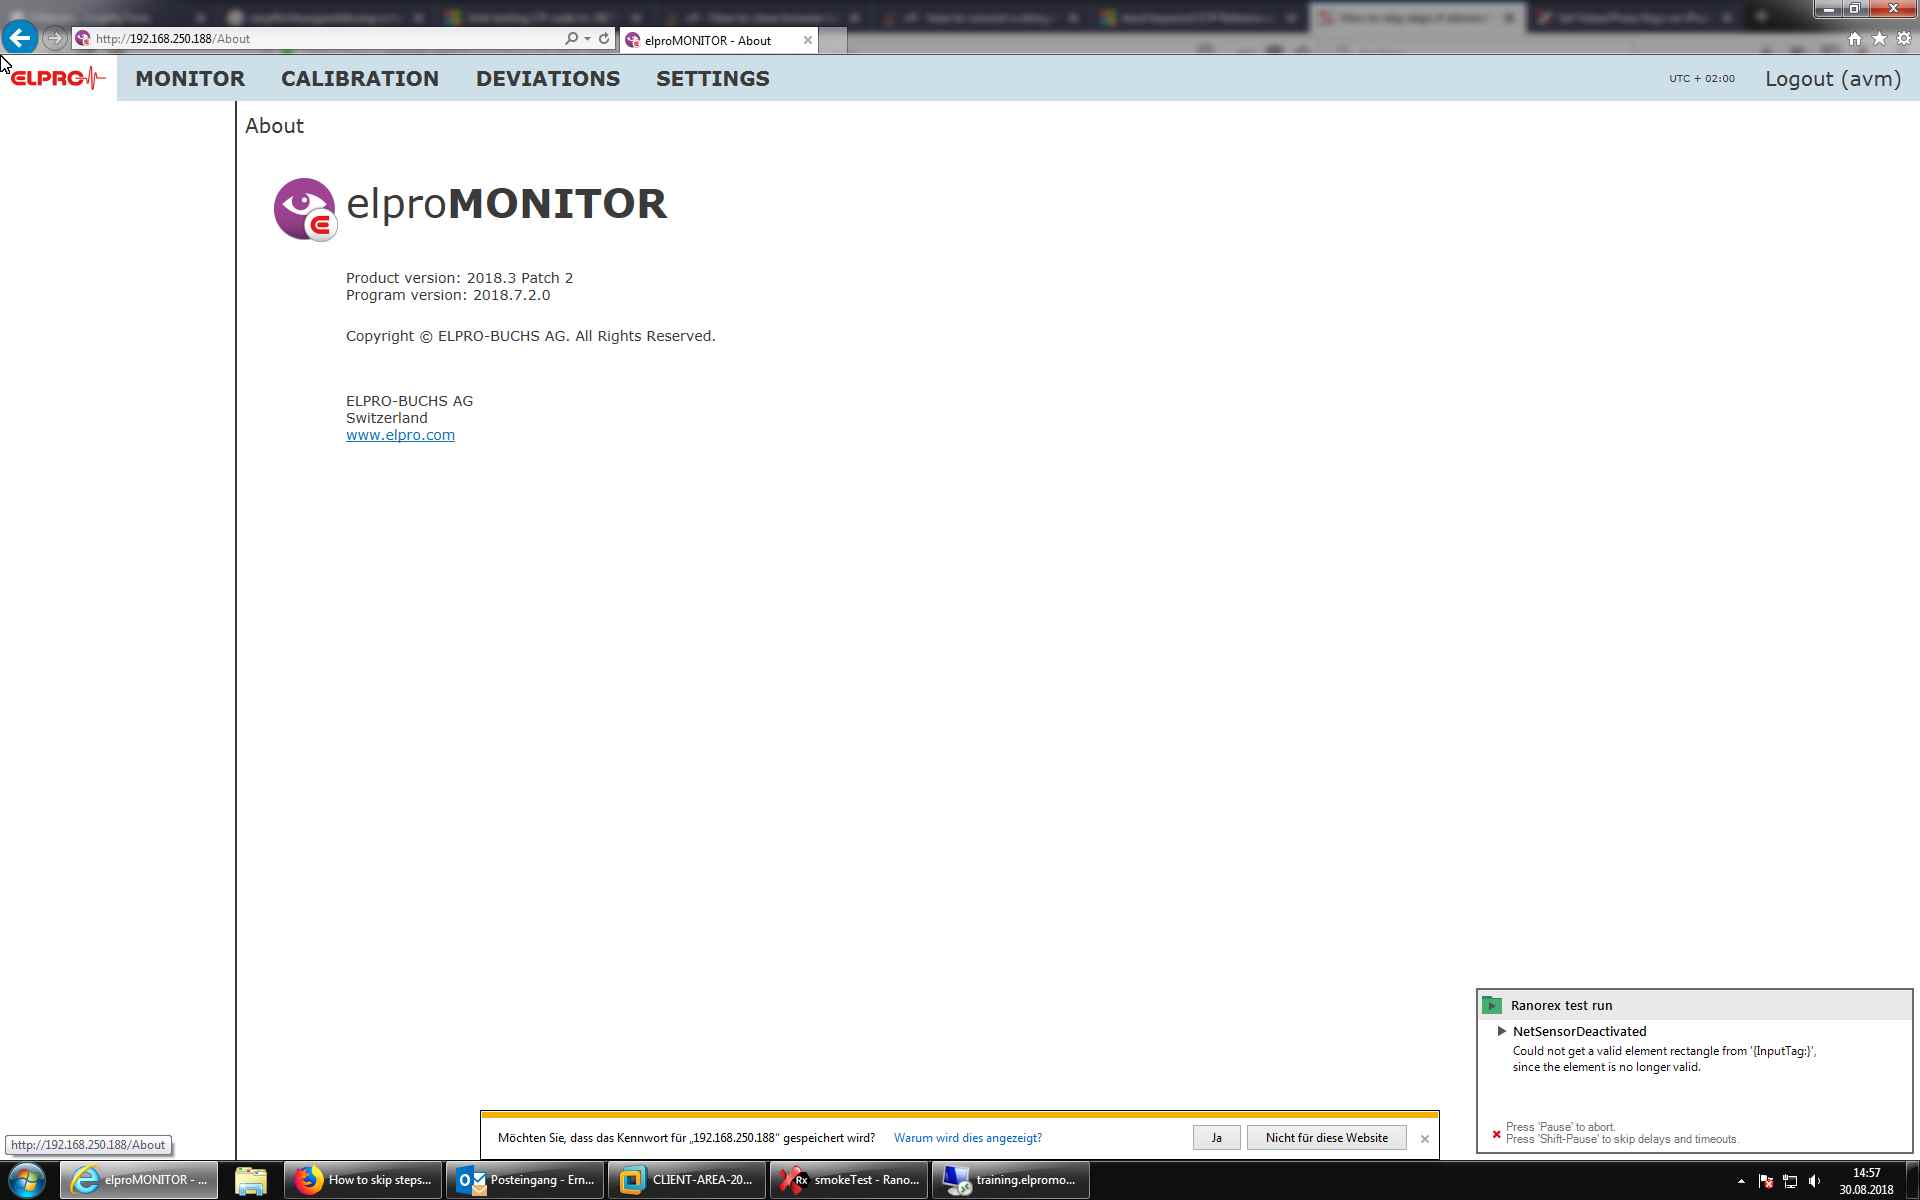 http://192.168.250.188/About
elproMONITOR - About
ELPRO
MONITOR
CALIBRATION
DEVIATIONS
SETTINGS
UTC + 02:00
Logout (avm)
About
elproMONITOR
Product version: 2018.3 Patch 2
Program version: 2018.7.2.0
Copyright © ELPRO-BUCHS AG. All Rights Reserved.
ELPRO-BUCHS AG
Switzerland
www.elpro.com
Ranorex test run
NetSensorDeactivated
Could not get a valid element rectangle from '{InputTag:}',
since the element is no longer valid.
Press 'Pause' to abort.
Press 'Shift-Pause' to skip delays and timeouts.
Möchten Sie, dass das Kennwort für „192.168.250.188“ gespeichert wird?
Warum wird dies angezeigt?
Ja
Nicht für diese Website
http://192.168.250.188/About
elproMONITOR - ...
How to skip steps...
Posteingang - Ern...
CLIENT-AREA-20...
Rx
smokeTest - Rano...
training.elpromo...
14:57
30.08.2018